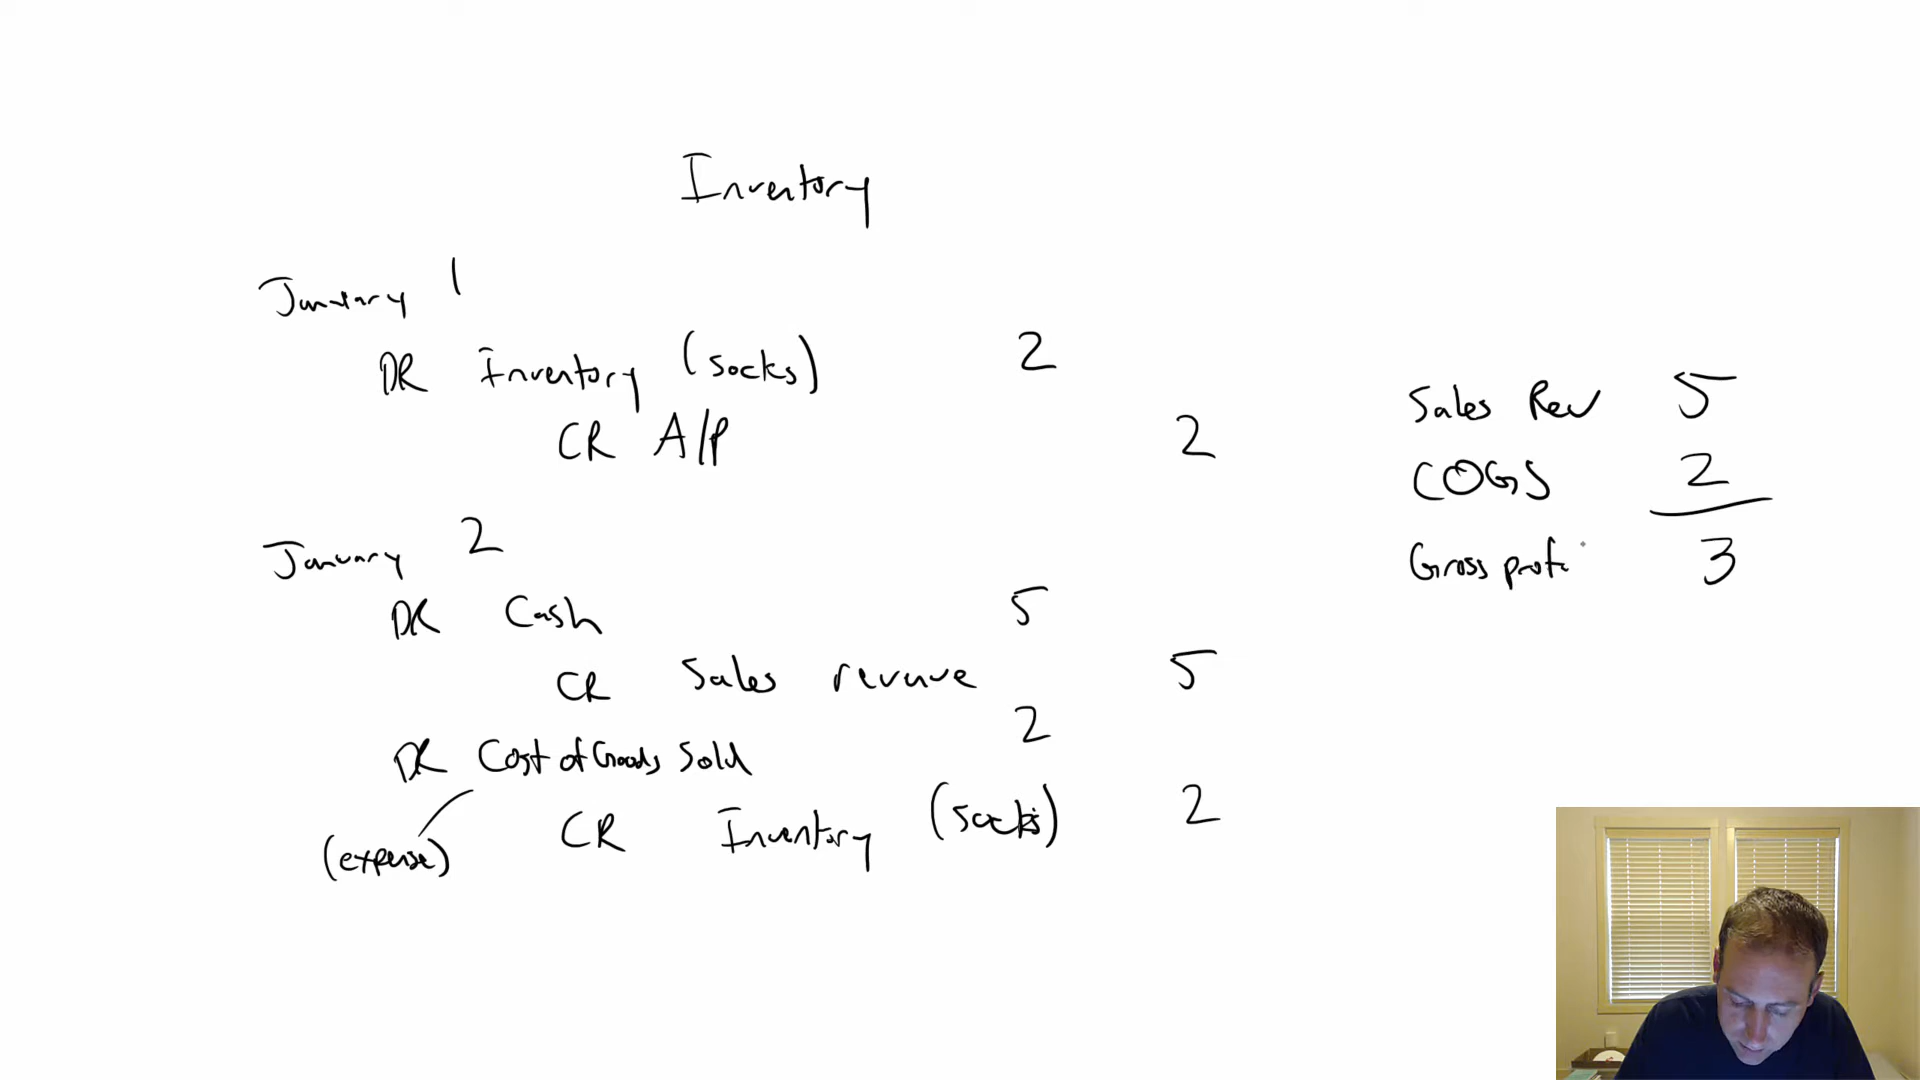 Inventory
January 1
DR Inventory (socks) 2
CR A/P 2
January 2
DR Cash 5
CR Sales revenue 5
DR Cost of Goods Sold 2
(expense)
CR Inventory (socks) 2
Sales Rev 5
COGS 2
Gross profi 3